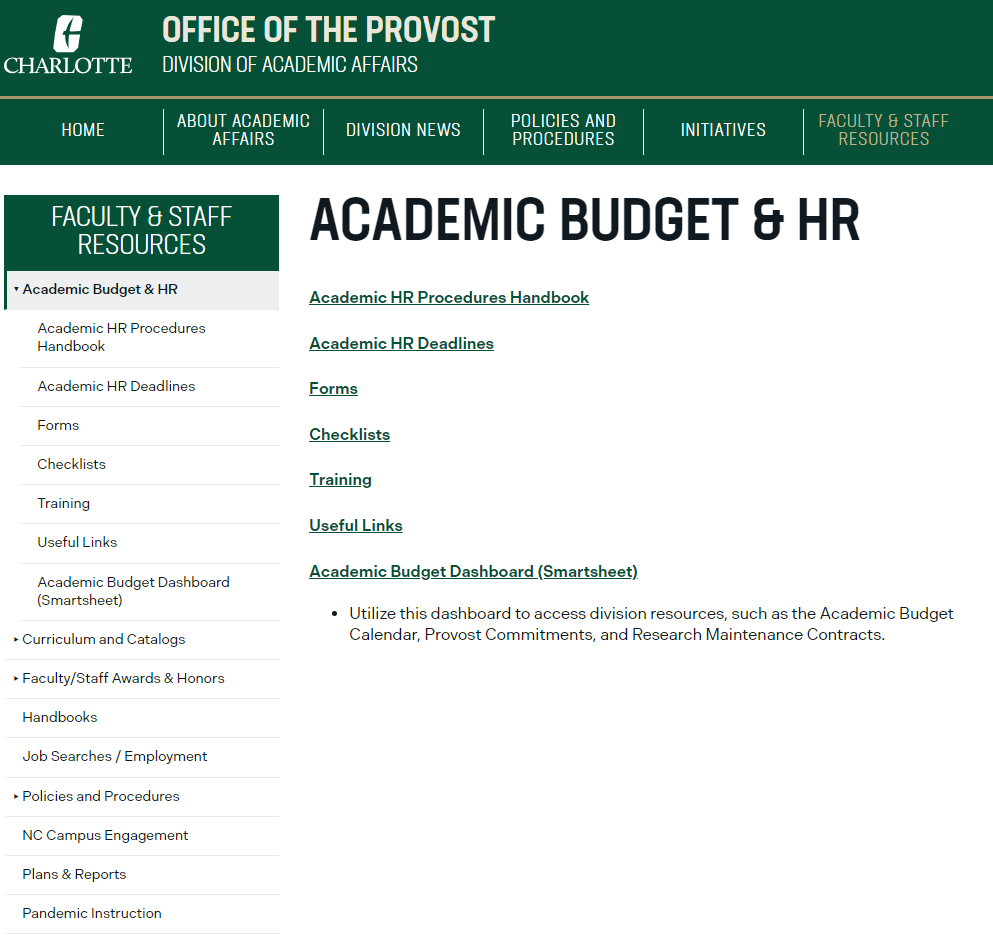 CHARLOTTE
OFFICE OF THE PROVOST
DIVISION OF ACADEMIC AFFAIRS
HOME
ABOUT ACADEMIC
AFFAIRS
DIVISION NEWS
POLICIES AND
PROCEDURES
INITIATIVES
FACULTY & STAFF
RESOURCES
FACULTY & STAFF
RESOURCES
Academic Budget & HR
Academic HR Procedures
Handbook
Academic HR Deadlines
Forms
Checklists
Training
Useful Links
Academic Budget Dashboard
(Smartsheet)
Curriculum and Catalogs
Faculty/Staff Awards & Honors
Handbooks
Job Searches / Employment
Policies and Procedures
NC Campus Engagement
Plans & Reports
Pandemic Instruction
ACADEMIC BUDGET & HR
Academic HR Procedures Handbook
Academic HR Deadlines
Forms
Checklists
Training
Useful Links
Academic Budget Dashboard (Smartsheet)
• Utilize this dashboard to access division resources, such as the Academic Budget
Calendar, Provost Commitments, and Research Maintenance Contracts.